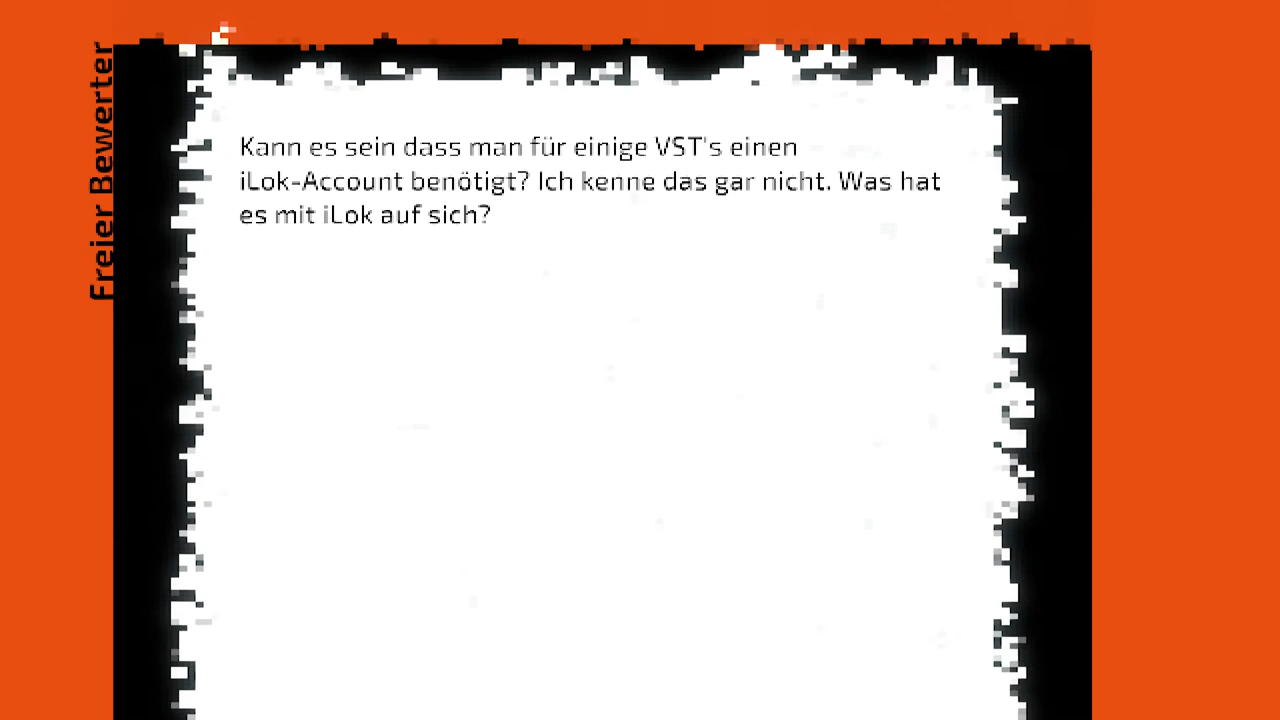 Freier Bewerter
Kann es sein dass man für einige VST's einen
iLok-Account benötigt? Ich kenne das gar nicht. Was hat
es mit iLok auf sich?